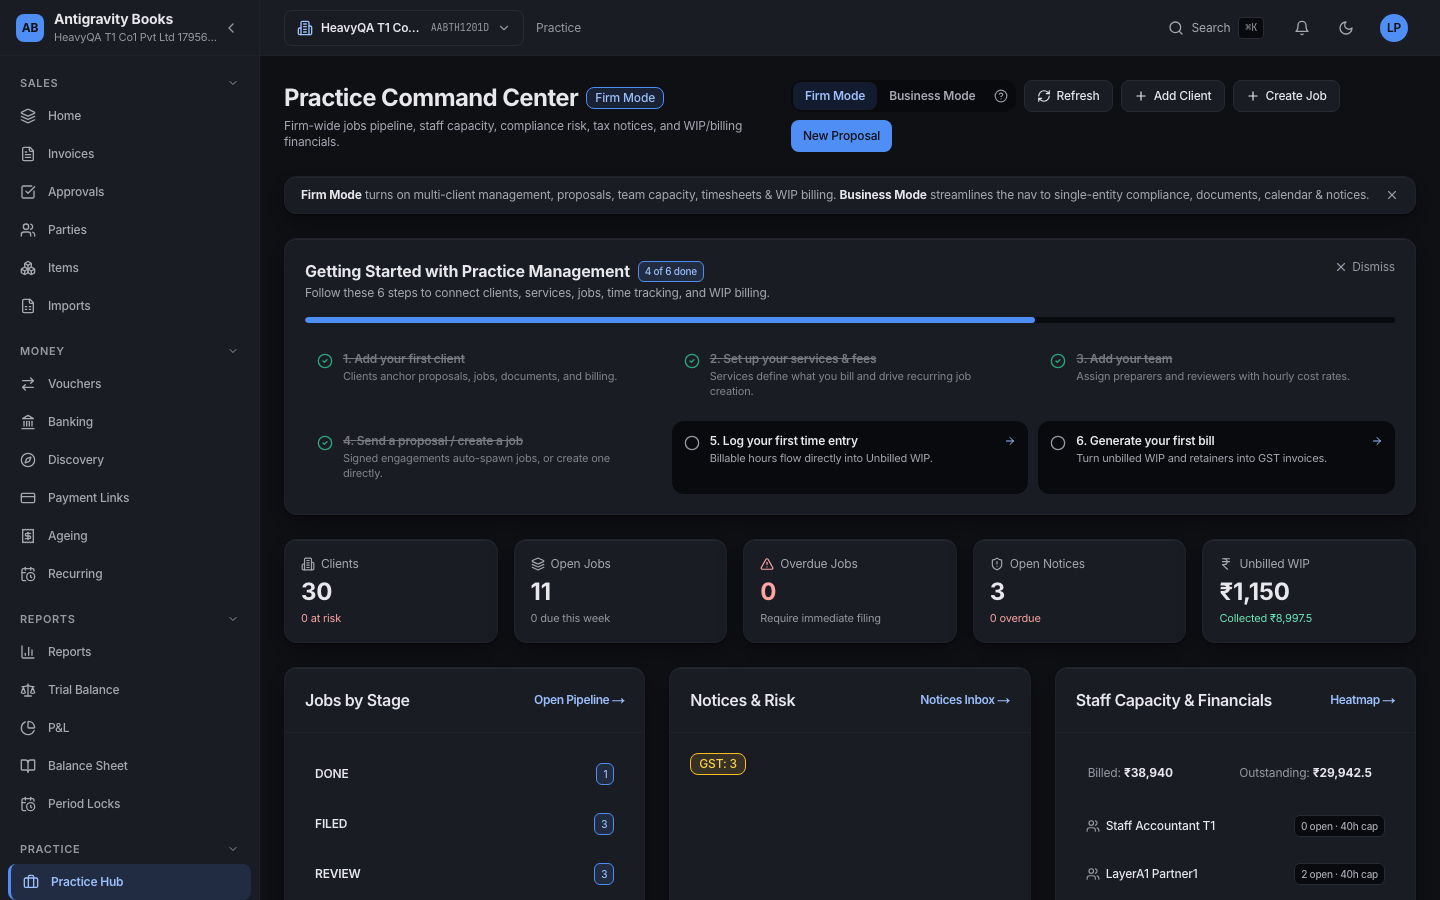 AB
Antigravity Books
HeavyQA T1 Co1 Pvt Ltd 17956...
HeavyQA T1 Co...
AABTH1201D
Practice
Search
⌘K
LP
SALES
Home
Invoices
Approvals
Parties
Items
Imports
MONEY
Vouchers
Banking
Discovery
Payment Links
Ageing
Recurring
REPORTS
Reports
Trial Balance
P&L
Balance Sheet
Period Locks
PRACTICE
Practice Hub
Practice Command Center
Firm Mode
Firm-wide jobs pipeline, staff capacity, compliance risk, tax notices, and WIP/billing
financials.
Firm Mode
Business Mode
Refresh
Add Client
Create Job
New Proposal
Firm Mode turns on multi-client management, proposals, team capacity, timesheets & WIP billing. Business Mode streamlines the nav to single-entity compliance, documents, calendar & notices.
Getting Started with Practice Management
4 of 6 done
Dismiss
Follow these 6 steps to connect clients, services, jobs, time tracking, and WIP billing.
1. Add your first client
Clients anchor proposals, jobs, documents, and billing.
2. Set up your services & fees
Services define what you bill and drive recurring job
creation.
3. Add your team
Assign preparers and reviewers with hourly cost rates.
4. Send a proposal / create a job
Signed engagements auto-spawn jobs, or create one
directly.
5. Log your first time entry →
Billable hours flow directly into Unbilled WIP.
6. Generate your first bill →
Turn unbilled WIP and retainers into GST invoices.
Clients
30
0 at risk
Open Jobs
11
0 due this week
Overdue Jobs
0
Require immediate filing
Open Notices
3
0 overdue
₹ Unbilled WIP
₹1,150
Collected ₹8,997.5
Jobs by Stage
Open Pipeline →
DONE
1
FILED
3
REVIEW
3
Notices & Risk
Notices Inbox →
GST: 3
Staff Capacity & Financials
Heatmap →
Billed: ₹38,940
Outstanding: ₹29,942.5
Staff Accountant T1
0 open · 40h cap
LayerA1 Partner1
2 open · 40h cap